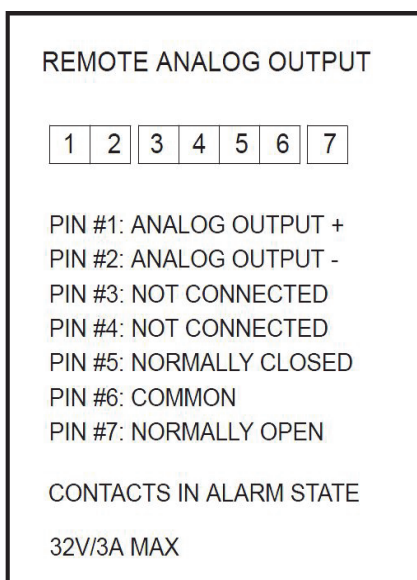 REMOTE ANALOG OUTPUT
1 2 3 4 5 6 7
PIN #1: ANALOG OUTPUT +
PIN #2: ANALOG OUTPUT -
PIN #3: NOT CONNECTED
PIN #4: NOT CONNECTED
PIN #5: NORMALLY CLOSED
PIN #6: COMMON
PIN #7: NORMALLY OPEN
CONTACTS IN ALARM STATE
32V/3A MAX